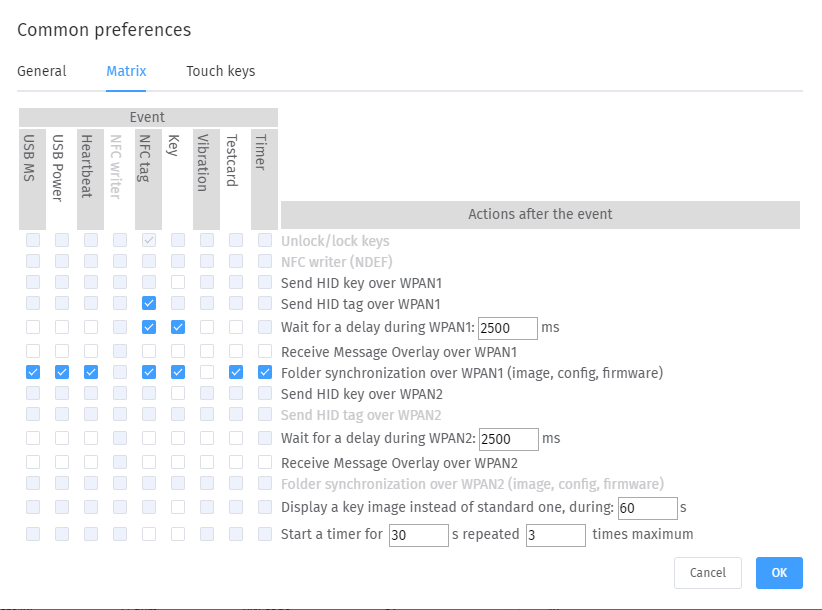 Common preferences
General Matrix Touch keys
Event
USB MS
USB Power
Heartbeat
NFC writer
NFC tag
Key
Vibration
Testcard
Timer
Actions after the event
Unlock/lock keys
NFC writer (NDEF)
Send HID key over WPAN1
Send HID tag over WPAN1
Wait for a delay during WPAN1: 2500 ms
Receive Message Overlay over WPAN1
Folder synchronization over WPAN1 (image, config, firmware)
Send HID key over WPAN2
Send HID tag over WPAN2
Wait for a delay during WPAN2: 2500 ms
Receive Message Overlay over WPAN2
Folder synchronization over WPAN2 (image, config, firmware)
Display a key image instead of standard one, during: 60 s
Start a timer for 30 s repeated 3 times maximum
Cancel OK